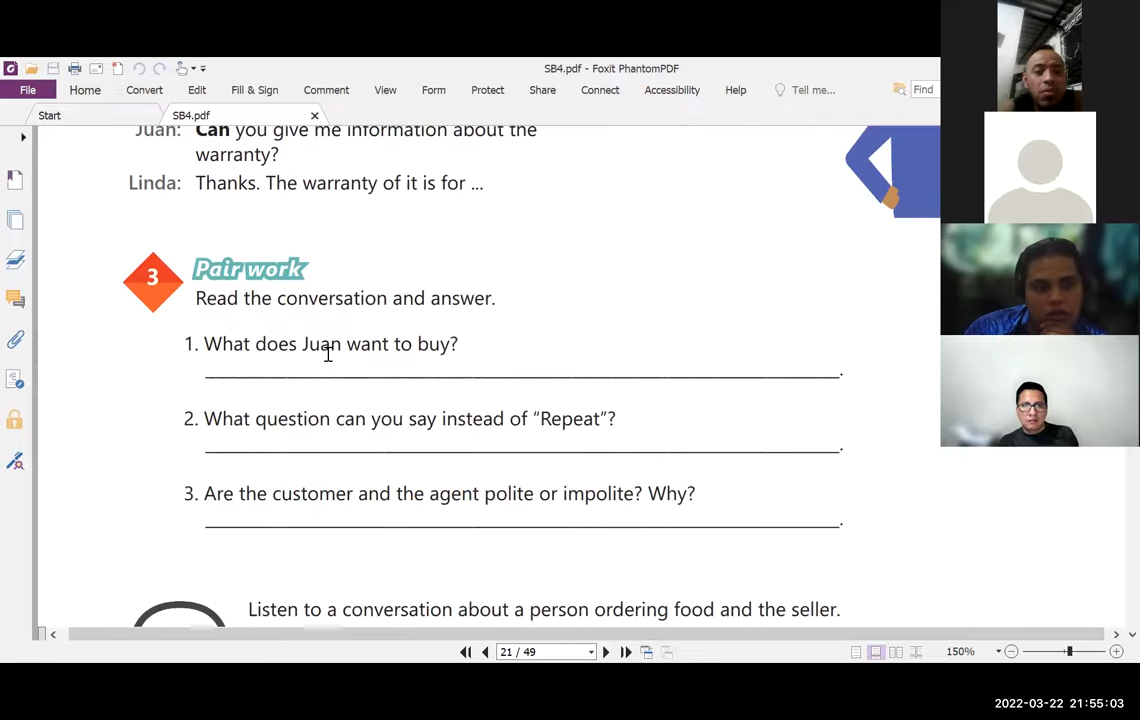 SB4.pdf - Foxit PhantomPDF
File Home Convert Edit Fill & Sign Comment View Form Protect Share Connect Accessibility Help Tell me... Find
Start SB4.pdf
Juan: Can you give me information about the
warranty?
Linda: Thanks. The warranty of it is for ...
3 Pair work
Read the conversation and answer.
1. What does Juan want to buy?
.
2. What question can you say instead of “Repeat”?
.
3. Are the customer and the agent polite or impolite? Why?
.
Listen to a conversation about a person ordering food and the seller.
21 / 49 150%
2022-03-22 21:55:03